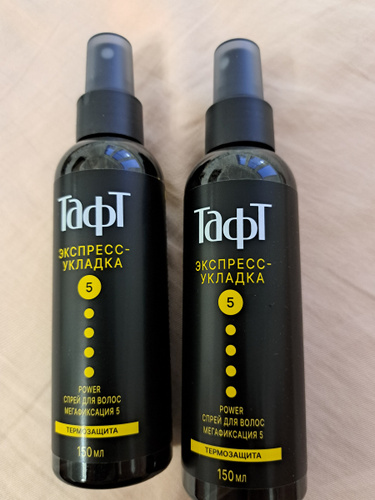 Тафт
ЭКСПРЕСС-
УКЛАДКА
5
POWER
СПРЕЙ ДЛЯ ВОЛОС
МЕГАФИКСАЦИЯ 5
ТЕРМОЗАЩИТА
150 МЛ
Тафт
ЭКСПРЕСС-
УКЛАДКА
5
POWER
СПРЕЙ ДЛЯ ВОЛОС
МЕГАФИКСАЦИЯ 5
ТЕРМОЗАЩИТА
150 МЛ